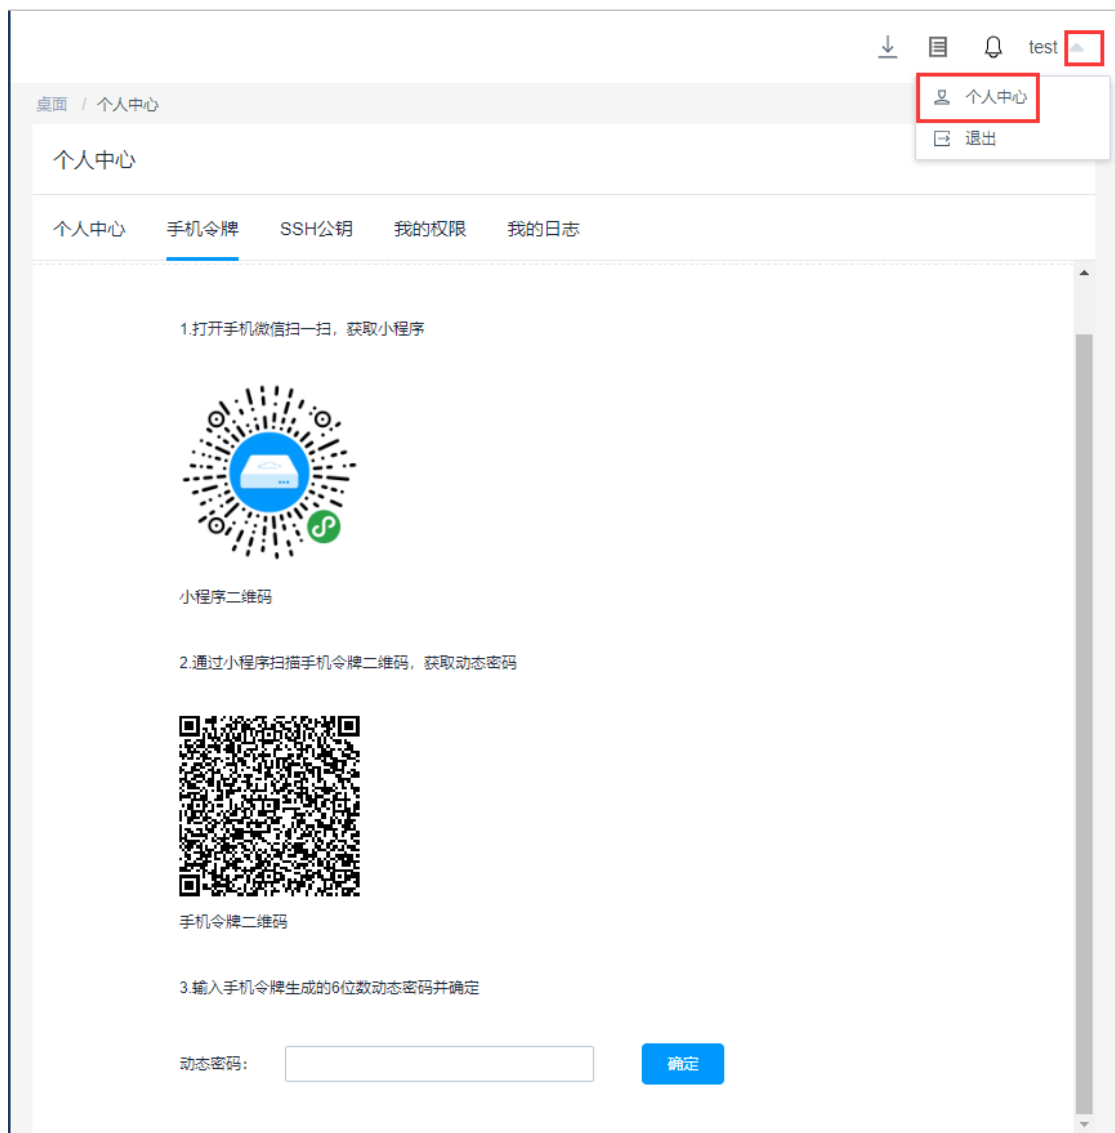 test
个人中心
退出
桌面 / 个人中心
个人中心
个人中心 手机令牌 SSH公钥 我的权限 我的日志
1.打开手机微信扫一扫，获取小程序
小程序二维码
2.通过小程序扫描手机令牌二维码，获取动态密码
手机令牌二维码
3.输入手机令牌生成的6位数动态密码并确定
动态密码： 确定